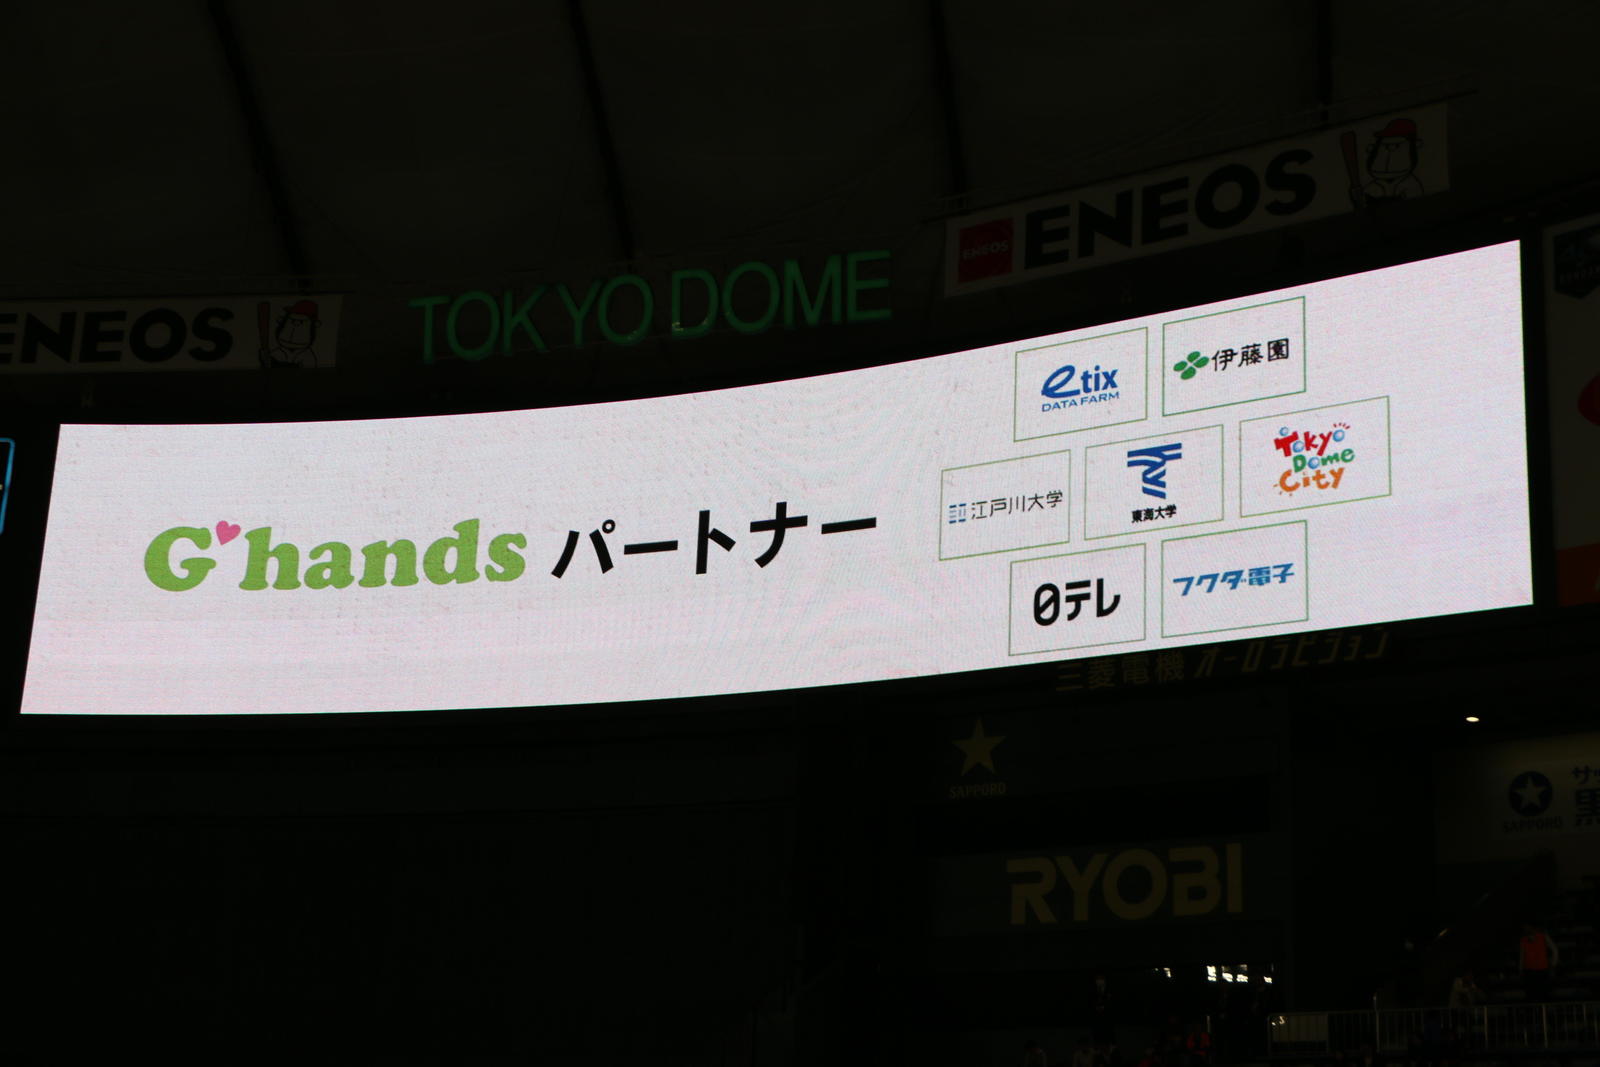 ENEOS
ENEOS
ENEOS
TOKYO DOME
etix
DATA FARM
伊藤園
G hands パートナー
江戸川大学
東海大学
Tokyo
Dome
City
日テレ
フクダ電子
三菱電機 オーロラビジョン
SAPPORO
SAPPORO
RYOBI